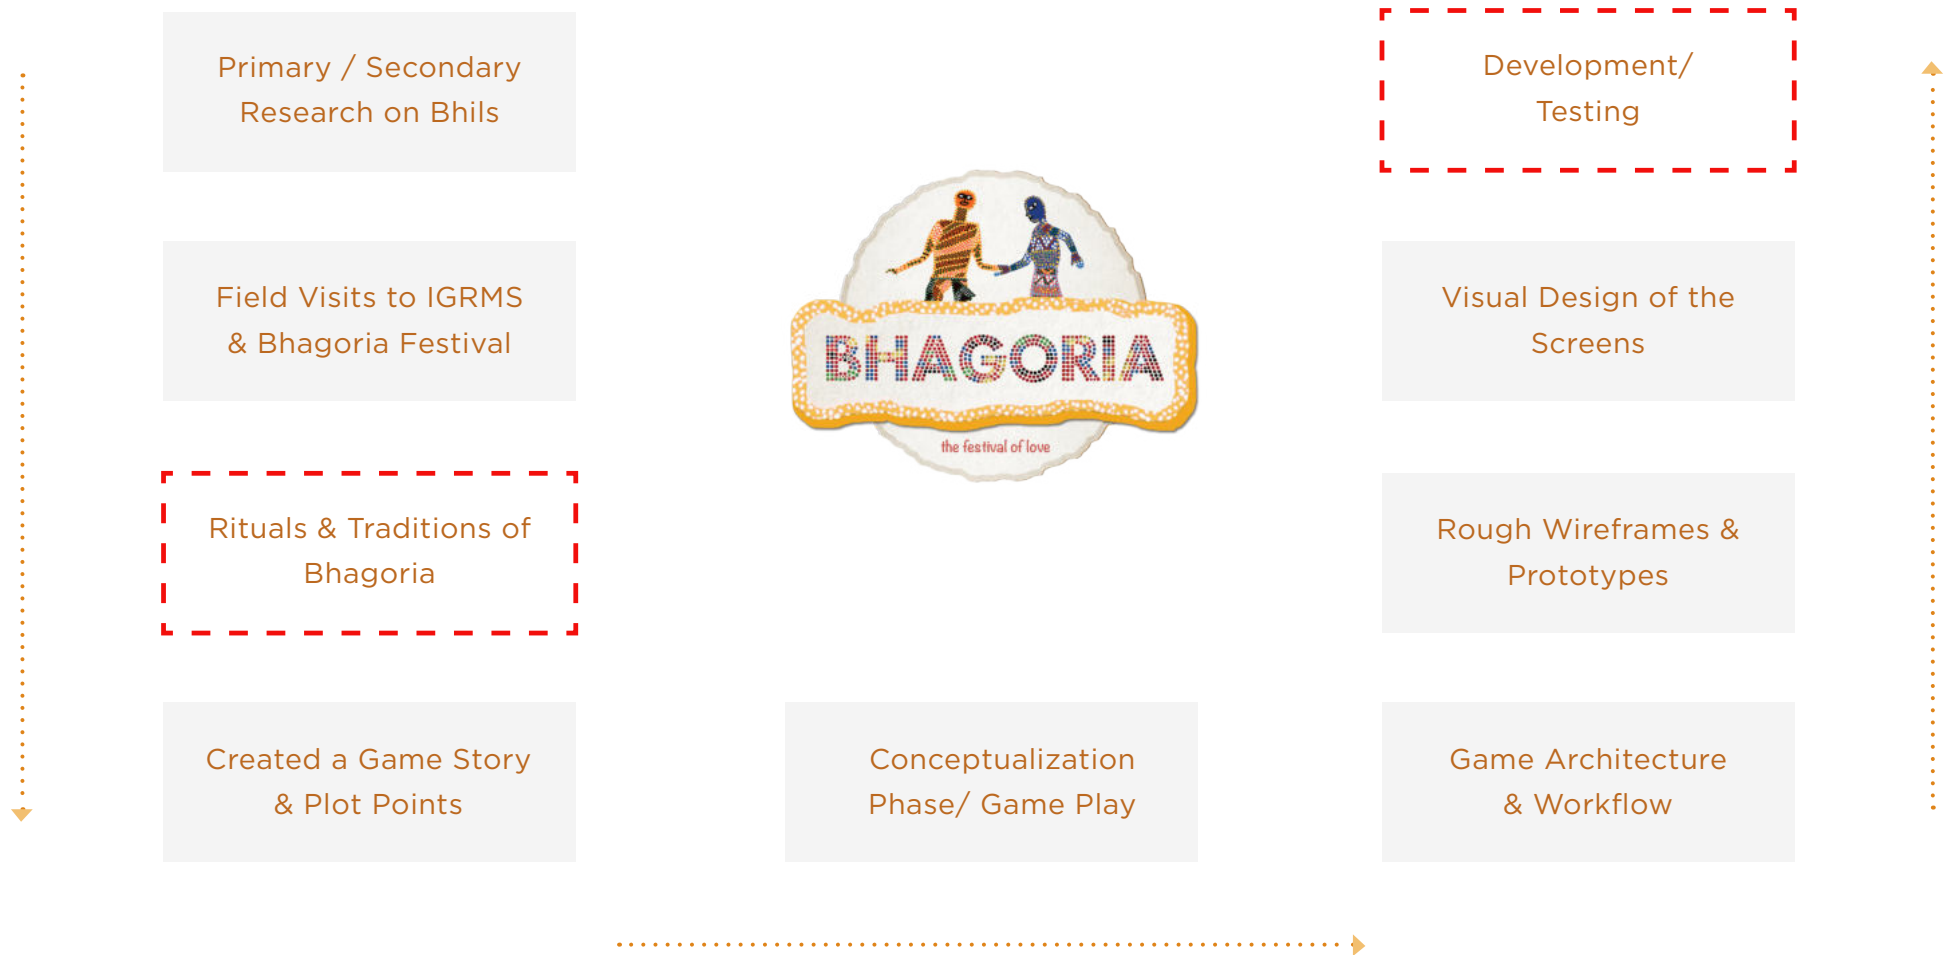 Primary / Secondary
Research on Bhils
Field Visits to IGRMS
& Bhagoria Festival
Rituals & Traditions of
Bhagoria
Created a Game Story
& Plot Points
BHAGORIA
the festival of love
Conceptualization
Phase/ Game Play
Development/
Testing
Visual Design of the
Screens
Rough Wireframes &
Prototypes
Game Architecture
& Workflow